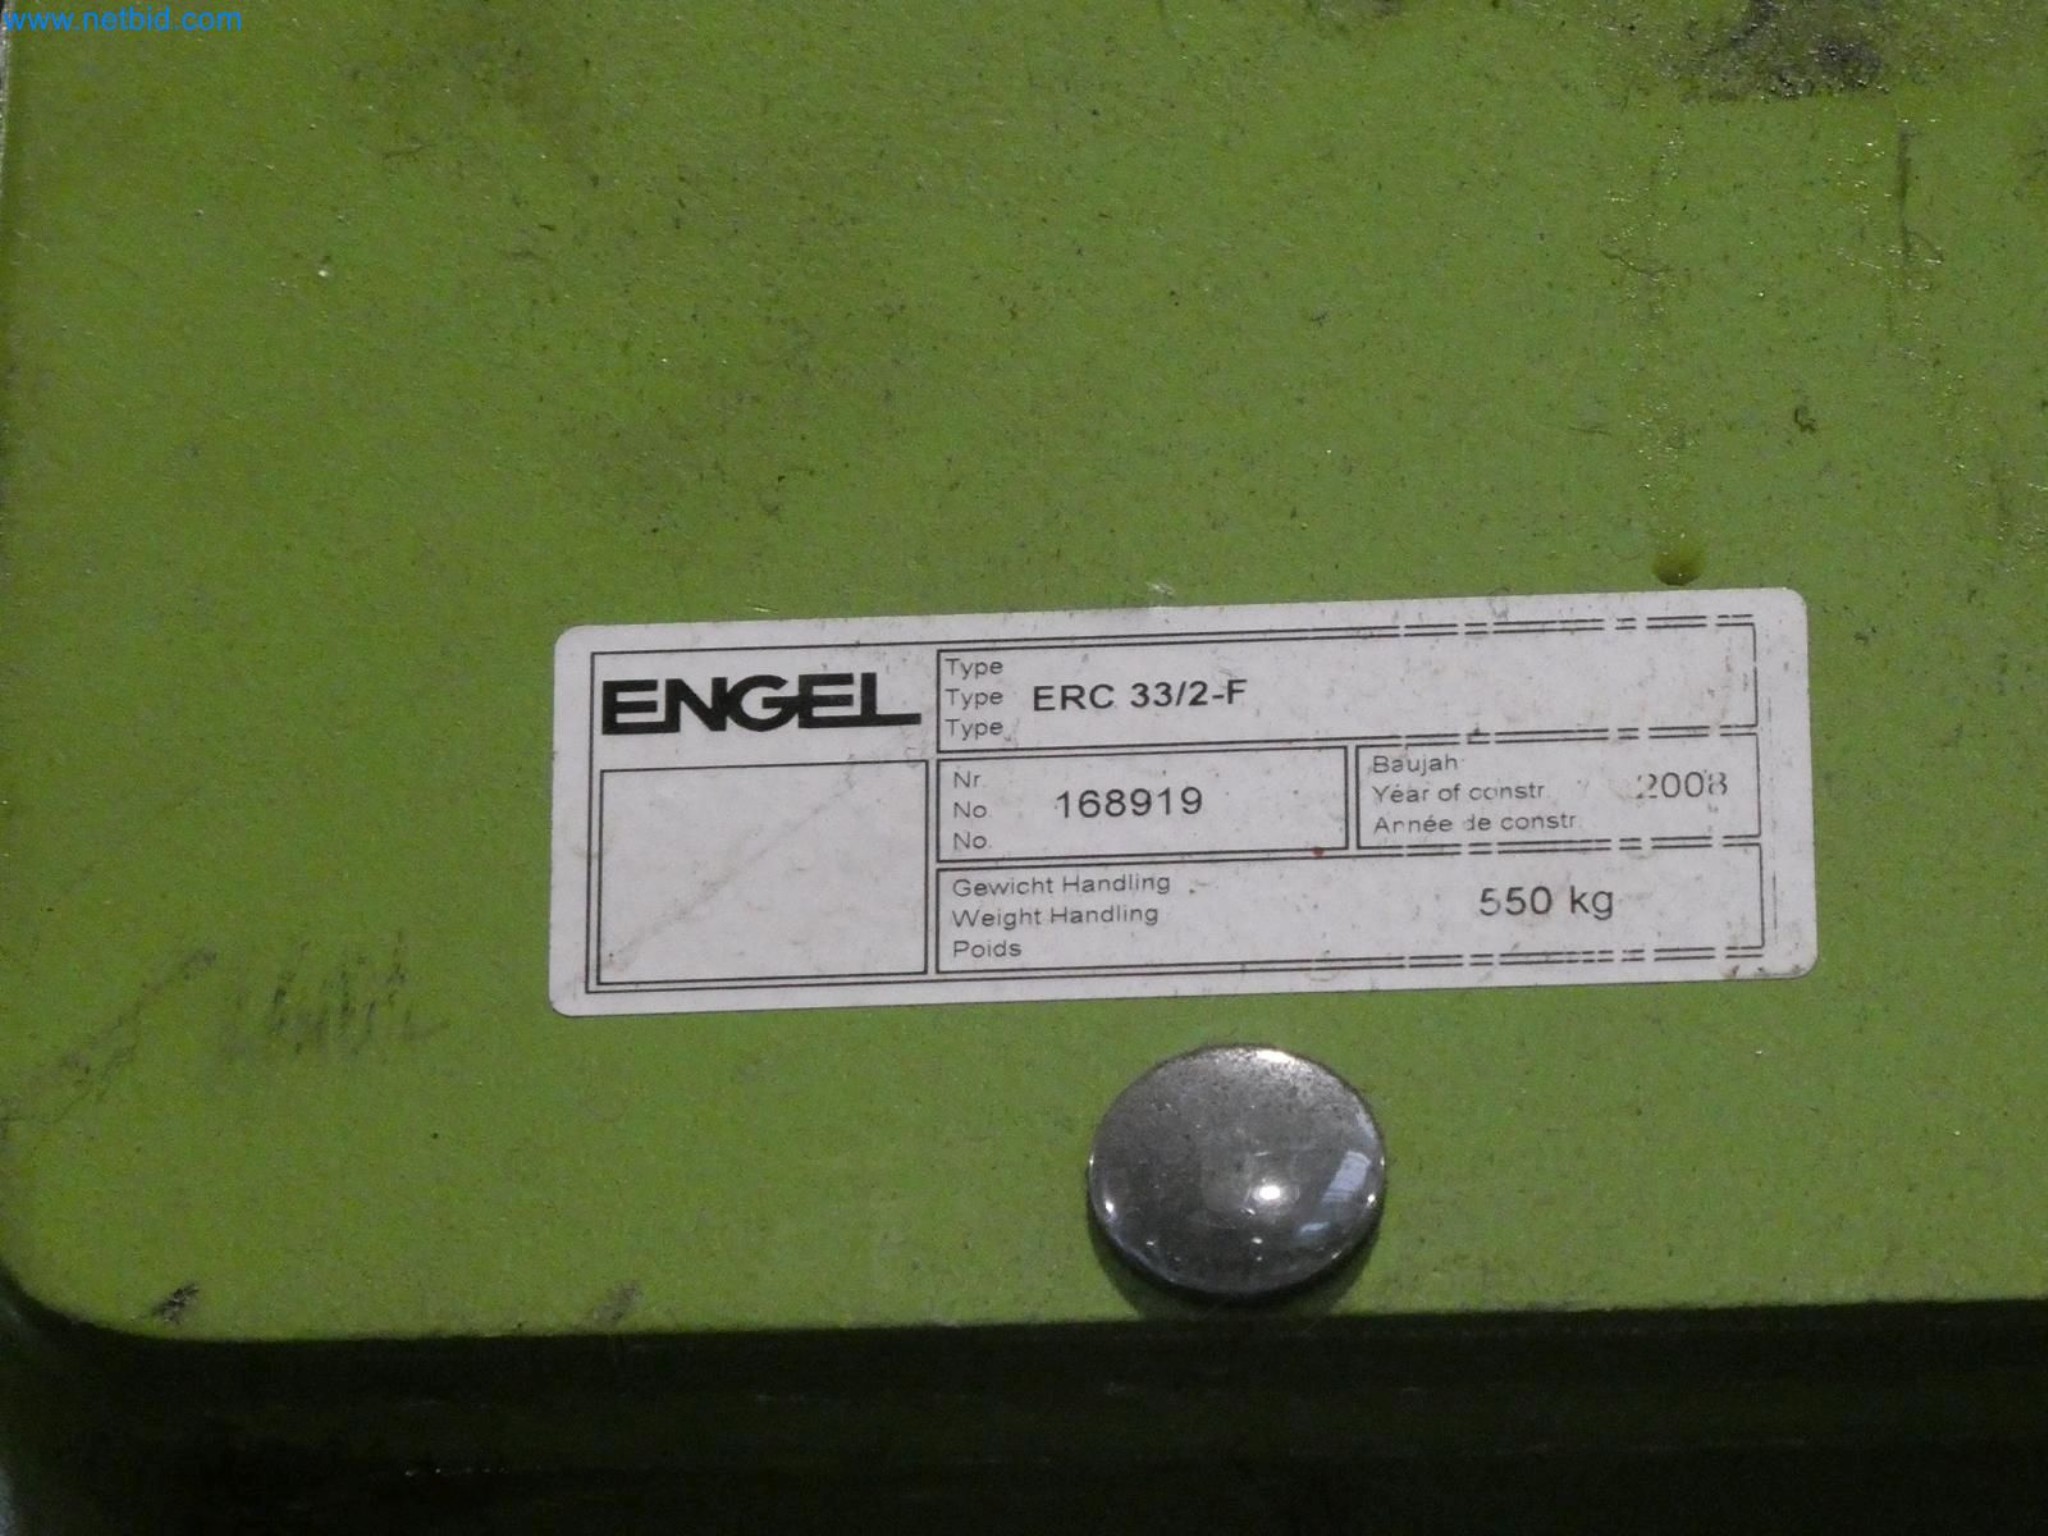 www.netbid.com
ENGEL
Type
Type ERC 33/2-F
Type
Nr.
No. 168919
No.
Baujah
Year of constr. 2008
Année de constr.
Gewicht Handling
Weight Handling 550 kg
Poids